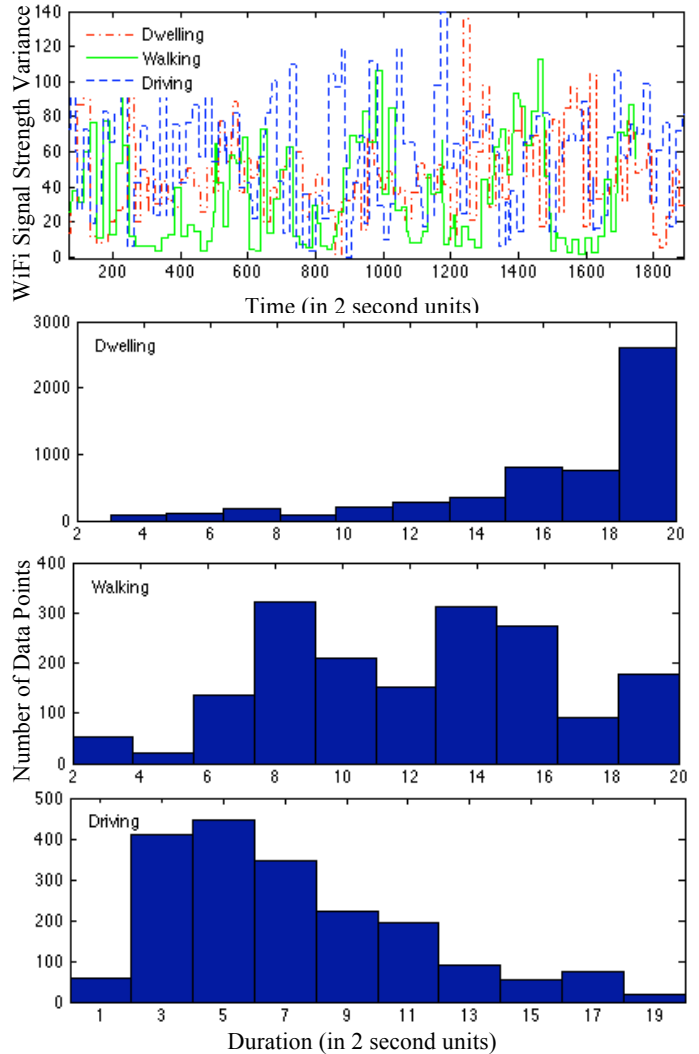 WiFi Signal Strength Variance
140
120
100
80
60
40
20
0
Dwelling
Walking
Driving
200 400 600 800 1000 1200 1400 1600 1800
Time (in 2 second units)
Number of Data Points
3000
2000
1000
0
Dwelling
2 4 6 8 10 12 14 16 18 20
400
300
200
100
0
Walking
2 4 6 8 10 12 14 16 18 20
500
400
300
200
100
0
Driving
1 3 5 7 9 11 13 15 17 19
Duration (in 2 second units)